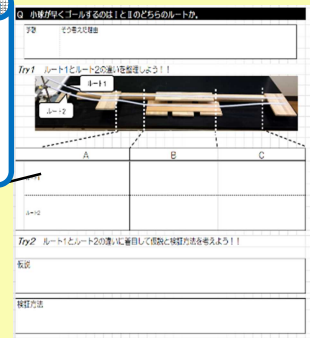 Q 小球が早くゴールするのはⅠとⅡのどちらのルートか。
予想 そう考えた理由
Try1 ルート1とルート2の違いを整理しよう！！
ルート1
ルート2
A B C
ルート2
Try2 ルート1とルート2の違いに着目して仮説と検証方法を考えよう！！
仮説
検証方法